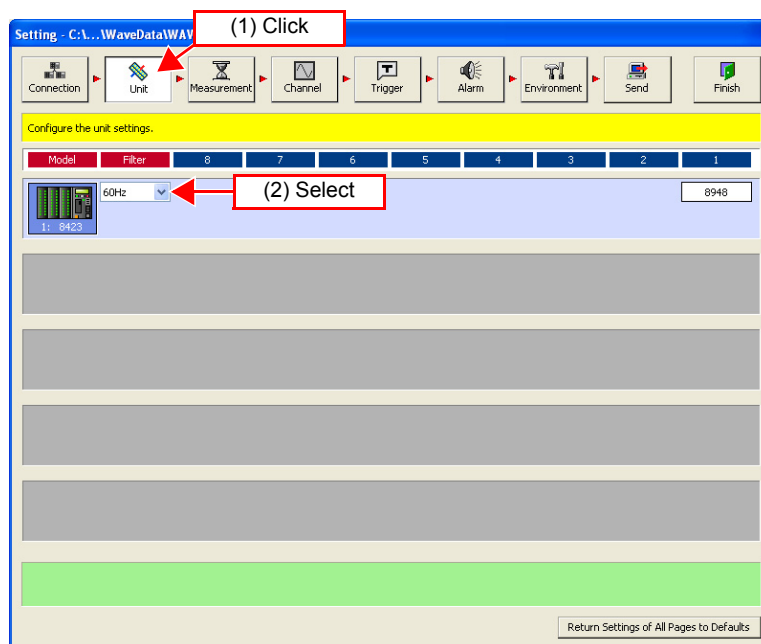 Setting - C:\...\WaveData\WAV
(1) Click
Connection
Unit
Measurement
Channel
Trigger
Alarm
Environment
Send
Finish
Configure the unit settings.
Model Filter 8 7 6 5 4 3 2 1
60Hz
(2) Select
8948
1: 8423
Return Settings of All Pages to Defaults